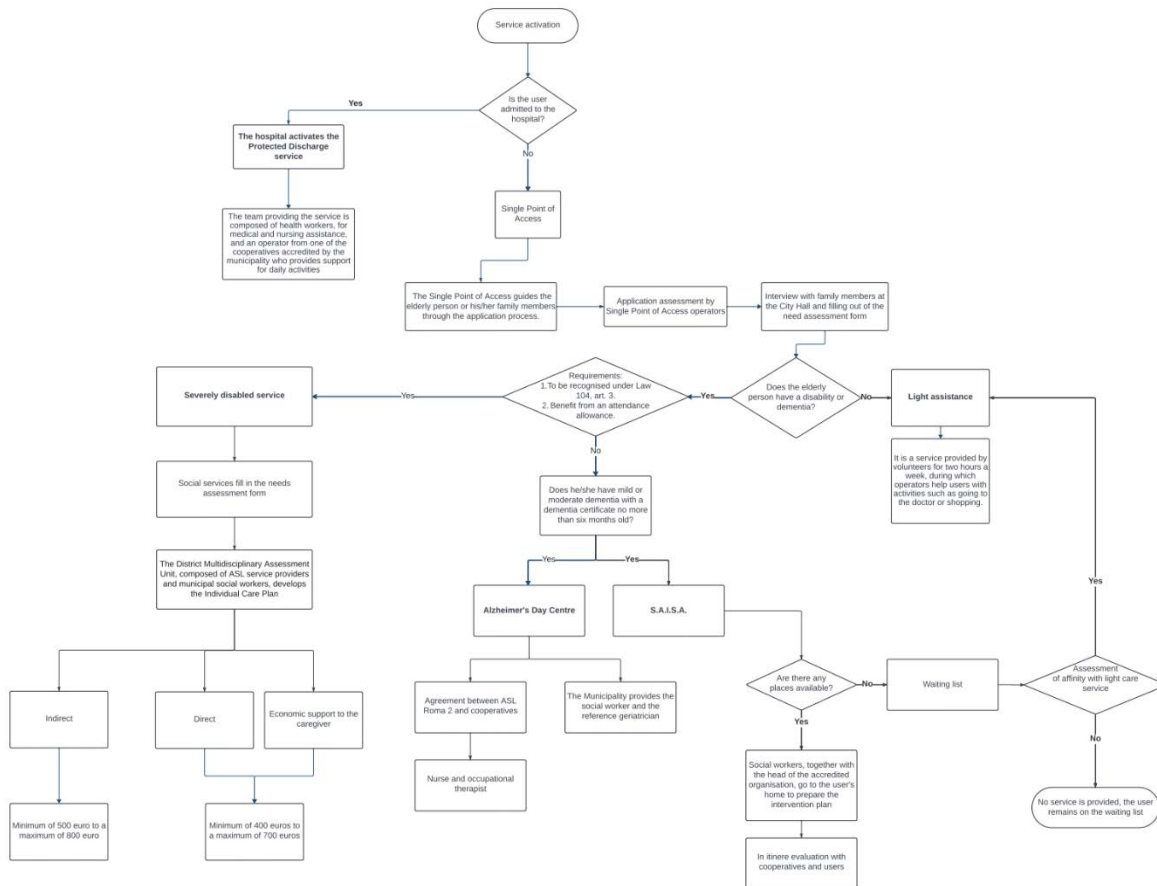 Service activation
Is the user
admitted to the
hospital?
Yes
The hospital activates the
Protected Discharge
service
No
The team providing the service is
composed of health workers, for
medical and nursing assistance,
and an operator from one of the
cooperatives accredited by the
municipality who provides support
for daily activities
Single Point of
Access
The Single Point of Access guides the
elderly person or his/her family members
through the application process.
Application assessment by
Single Point of Access operators
Interview with family members at
the City Hall and filling out of the
need assessment form
Does the elderly
person have a disability or
dementia?
Yes
No
Requirements:
1.To be recognised under Law
104, art. 3.
2. Benefit from an attendance
allowance.
Yes
Severely disabled service
Light assistance
It is a service provided by
volunteers for two hours a
week, during which
operators help users with
activities such as going to
the doctor or shopping.
No
Social services fill in the needs
assessment form
Does he/she have mild or
moderate dementia with a
dementia certificate no more
than six months old?
The District Multidisciplinary Assessment
Unit, composed of ASL service providers
and municipal social workers, develops
the Individual Care Plan
Yes
Yes
Yes
Alzheimer's Day Centre
S.A.I.S.A.
Agreement between ASL
Roma 2 and cooperatives
The Municipality provides the
social worker and the
reference geriatrician
Are there any
places available?
No
Waiting list
Assessment
of affinity with light care
service
Indirect
Direct
Economic support to the
caregiver
Yes
No
Nurse and occupational
therapist
Social workers, together with
the head of the accredited
organisation, go to the user's
home to prepare the
intervention plan
No service is provided, the user
remains on the waiting list
Minimum of 500 euro to a
maximum of 800 euro
Minimum of 400 euros to
a maximum of 700 euros
In itinere evaluation with
cooperatives and users